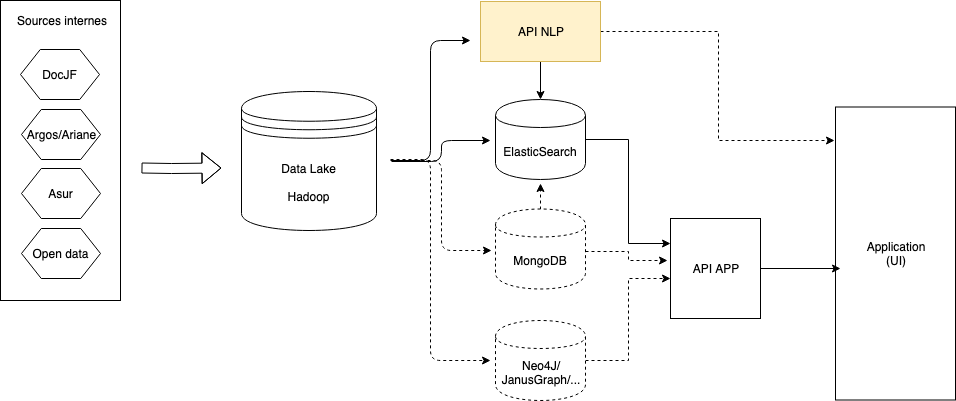 Sources internes
DocJF
Argos/Ariane
Asur
Open data
Data Lake
Hadoop
API NLP
ElasticSearch
MongoDB
Neo4J/
JanusGraph/...
API APP
Application
(UI)